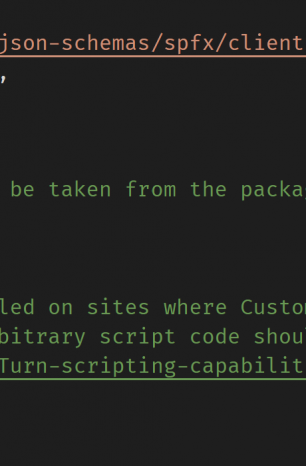 json-schemas/spfx/client
,
be taken from the packa
led on sites where Custom
bitrary script code shou
Turn-scripting-capabilit